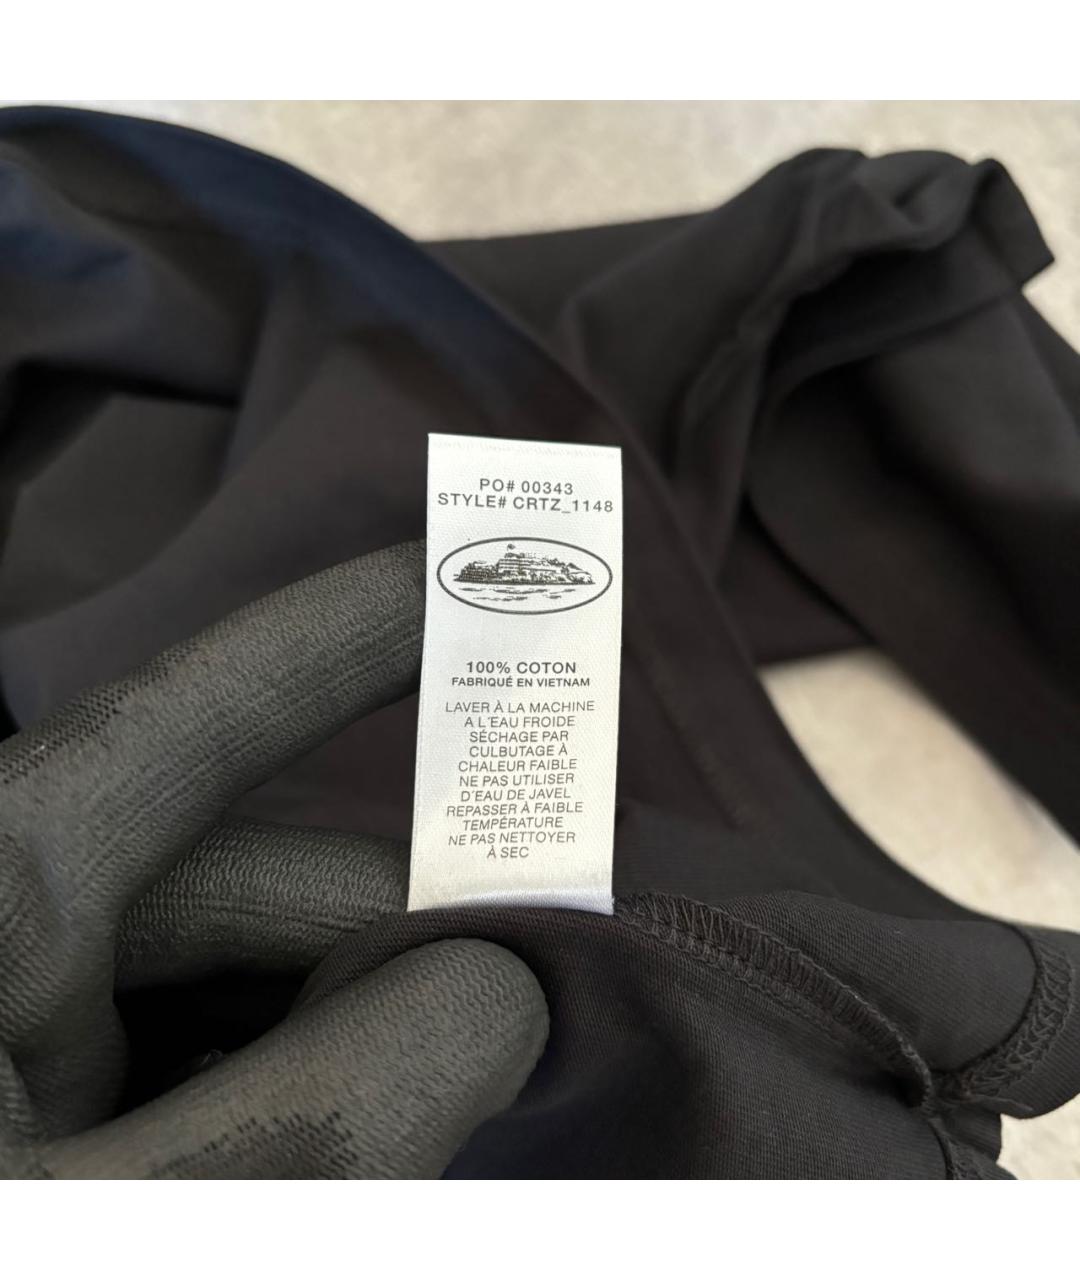 PO# 00343
STYLE# CRTZ_1148
100% COTON
FABRIQUÉ EN VIETNAM
LAVER À LA MACHINE
A L'EAU FROIDE
SÉCHAGE PAR
CULBUTAGE À
CHALEUR FAIBLE
NE PAS UTILISER
D'EAU DE JAVEL
REPASSER À FAIBLE
TEMPÉRATURE
NE PAS NETTOYER
À SEC